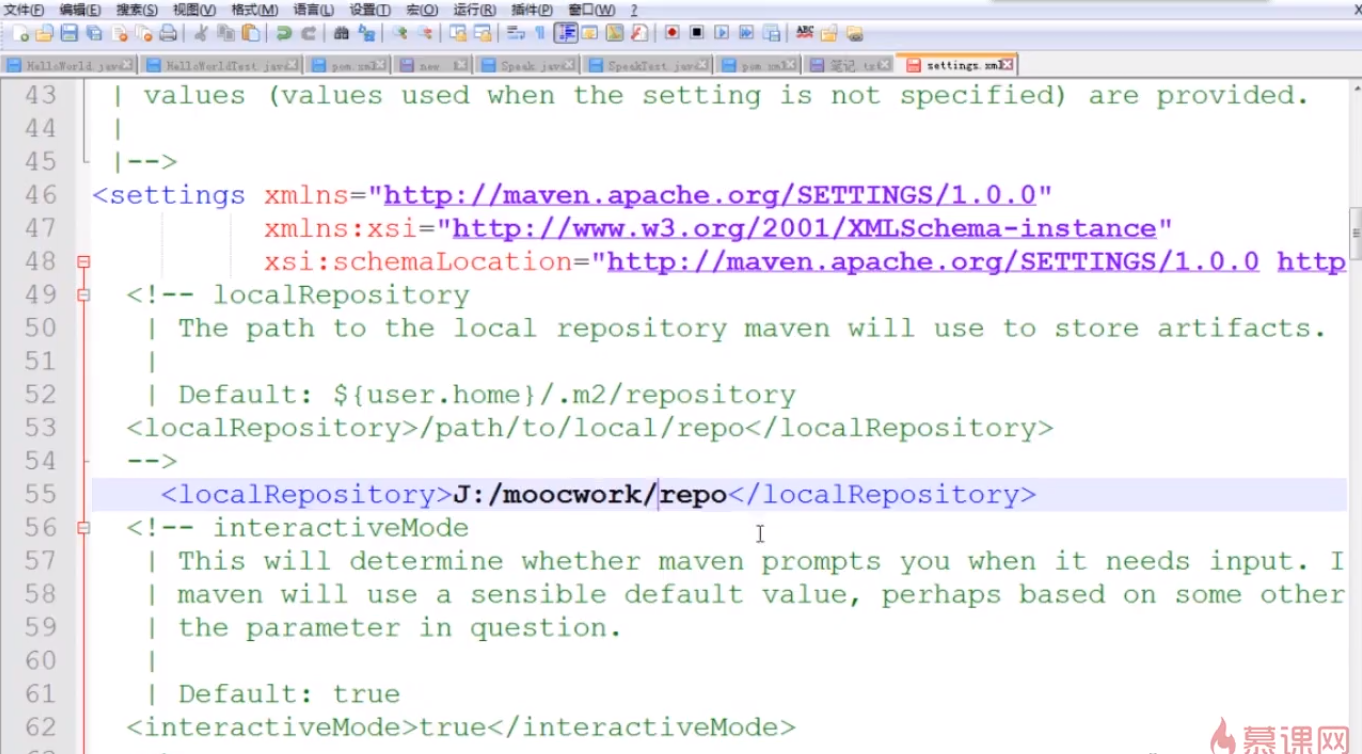 文件(F) 编辑(E) 搜索(S) 视图(V) 格式(M) 语言(L) 设置(T) 宏(O) 运行(R) 插件(P) 窗口(W) ? X
HelloWorld.java HelloWorldTest.java pom.xml new Speak.java SpeakTest.java pom.xml 笔记.txt settings.xml
43 | values (values used when the setting is not specified) are provided.
44 |
45 |-->
46 <settings xmlns="http://maven.apache.org/SETTINGS/1.0.0"
47 xmlns:xsi="http://www.w3.org/2001/XMLSchema-instance"
48 xsi:schemaLocation="http://maven.apache.org/SETTINGS/1.0.0 http
49 <!-- localRepository
50 | The path to the local repository maven will use to store artifacts.
51 |
52 | Default: ${user.home}/.m2/repository
53 <localRepository>/path/to/local/repo</localRepository>
54 -->
55 <localRepository>J:/moocwork/repo</localRepository>
56 <!-- interactiveMode
57 | This will determine whether maven prompts you when it needs input. I
58 | maven will use a sensible default value, perhaps based on some other
59 | the parameter in question.
60 |
61 | Default: true
62 <interactiveMode>true</interactiveMode>
慕课网